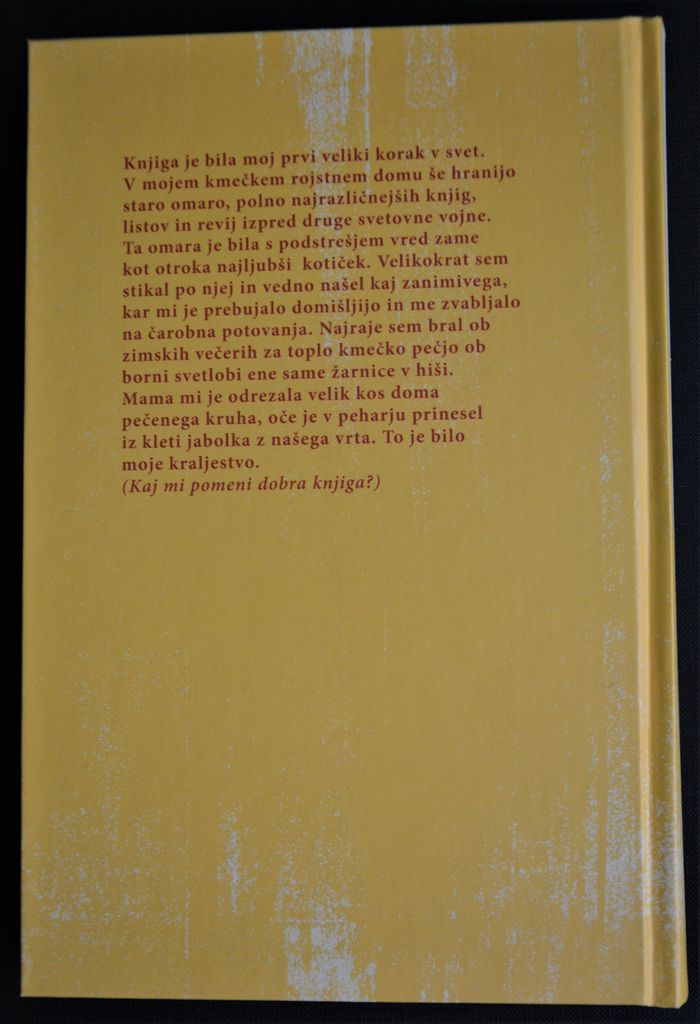 Knjiga je bila moj prvi veliki korak v svet.
V mojem kmečkem rojstnem domu še hranijo
staro omaro, polno najrazličnejših knjig,
listov in revij izpred druge svetovne vojne.
Ta omara je bila s podstrešjem vred zame
kot otroka najljubši kotiček. Velikokrat sem
stikal po njej in vedno našel kaj zanimivega,
kar mi je prebujalo domišljijo in me zvabljalo
na čarobna potovanja. Najraje sem bral ob
zimskih večerih za toplo kmečko pečjo ob
borni svetlobi ene same žarnice v hiši.
Mama mi je odrezala velik kos doma
pečenega kruha, oče je v peharju prinesel
iz kleti jabolka z našega vrta. To je bilo
moje kraljestvo.
(Kaj mi pomeni dobra knjiga?)